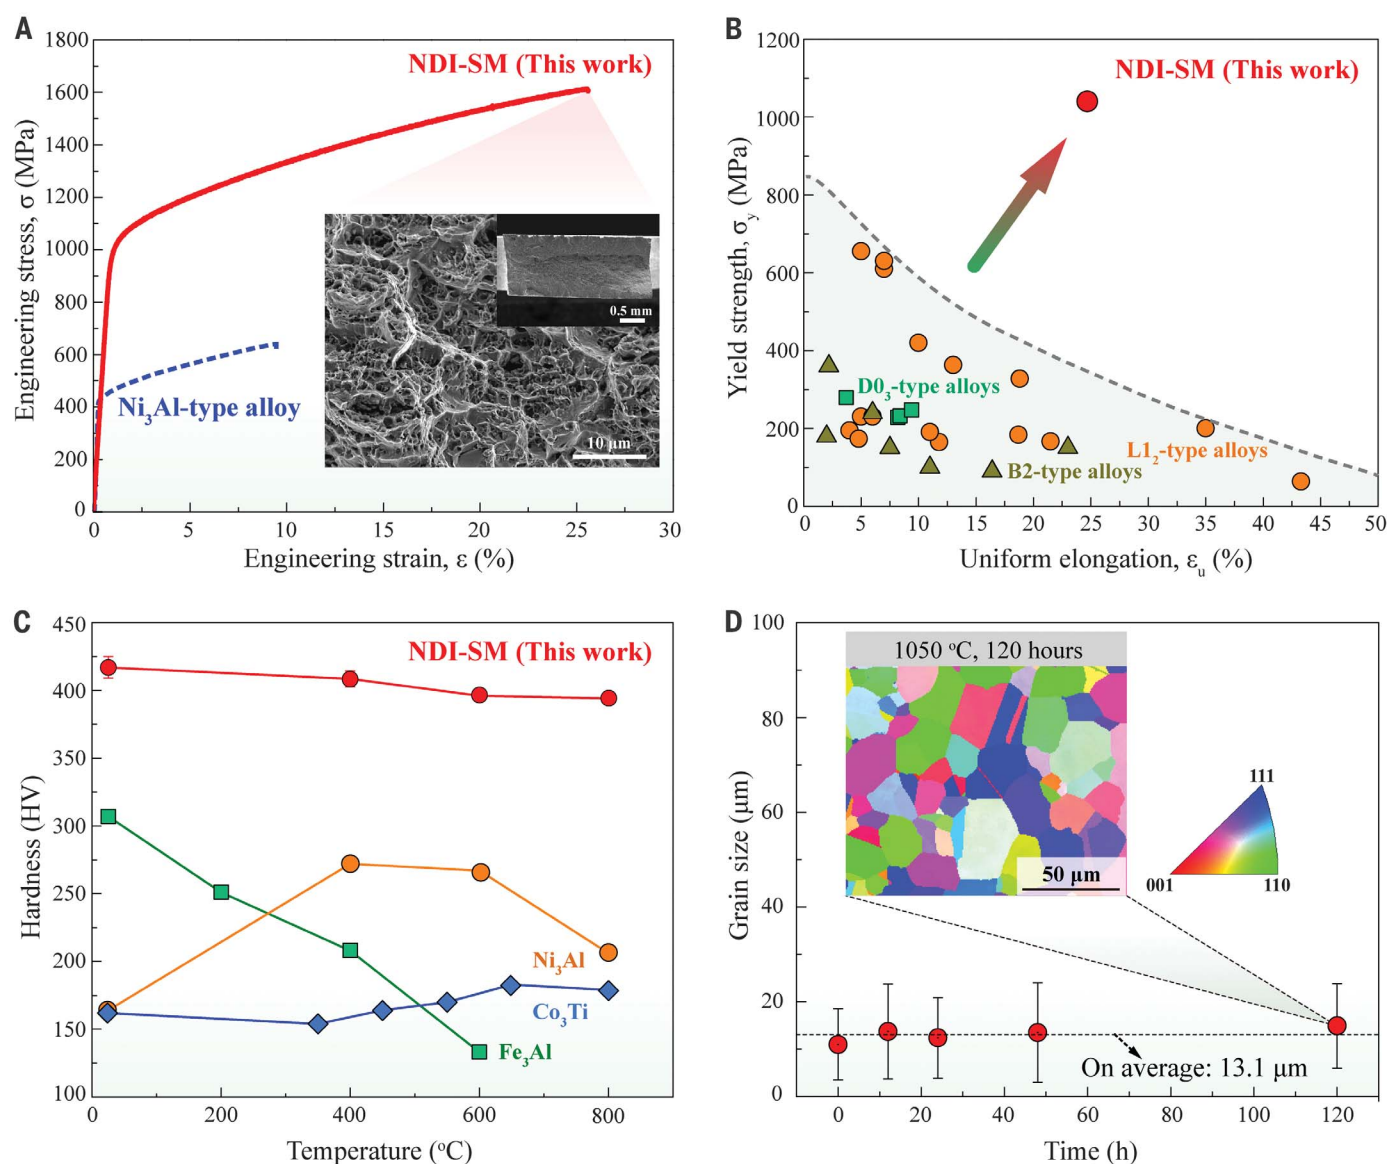 A
1800
1600
1400
1200
1000
800
600
400
200
0
0 5 10 15 20 25 30
Engineering stress, σ (MPa)
Engineering strain, ε (%)
NDI-SM (This work)
Ni₃Al-type alloy
0.5 mm
10 μm
B
1200
1000
800
600
400
200
0
0 5 10 15 20 25 30 35 40 45 50
Yield strength, σy (MPa)
Uniform elongation, εu (%)
NDI-SM (This work)
D0₃-type alloys
L1₂-type alloys
B2-type alloys
C
450
400
350
300
250
200
150
100
0 200 400 600 800
Hardness (HV)
Temperature (°C)
NDI-SM (This work)
Ni₃Al
Co₃Ti
Fe₃Al
D
100
80
60
40
20
0
0 20 40 60 80 100 120
Grain size (μm)
Time (h)
1050 °C, 120 hours
50 μm
111
001
110
On average: 13.1 μm